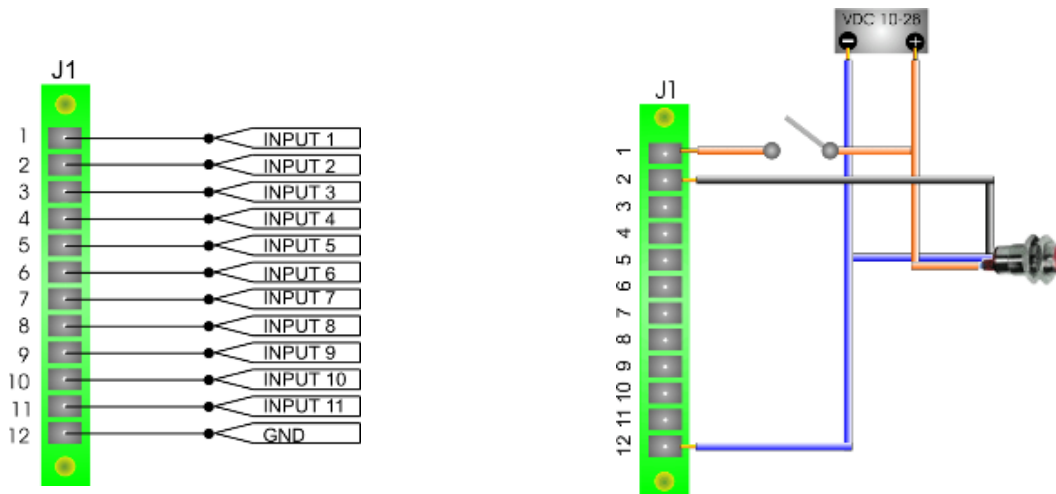 J1
1 INPUT 1
2 INPUT 2
3 INPUT 3
4 INPUT 4
5 INPUT 5
6 INPUT 6
7 INPUT 7
8 INPUT 8
9 INPUT 9
10 INPUT 10
11 INPUT 11
12 GND
VDC 10-28
- +
J1
1
2
3
4
5
6
7
8
9
10
11
12